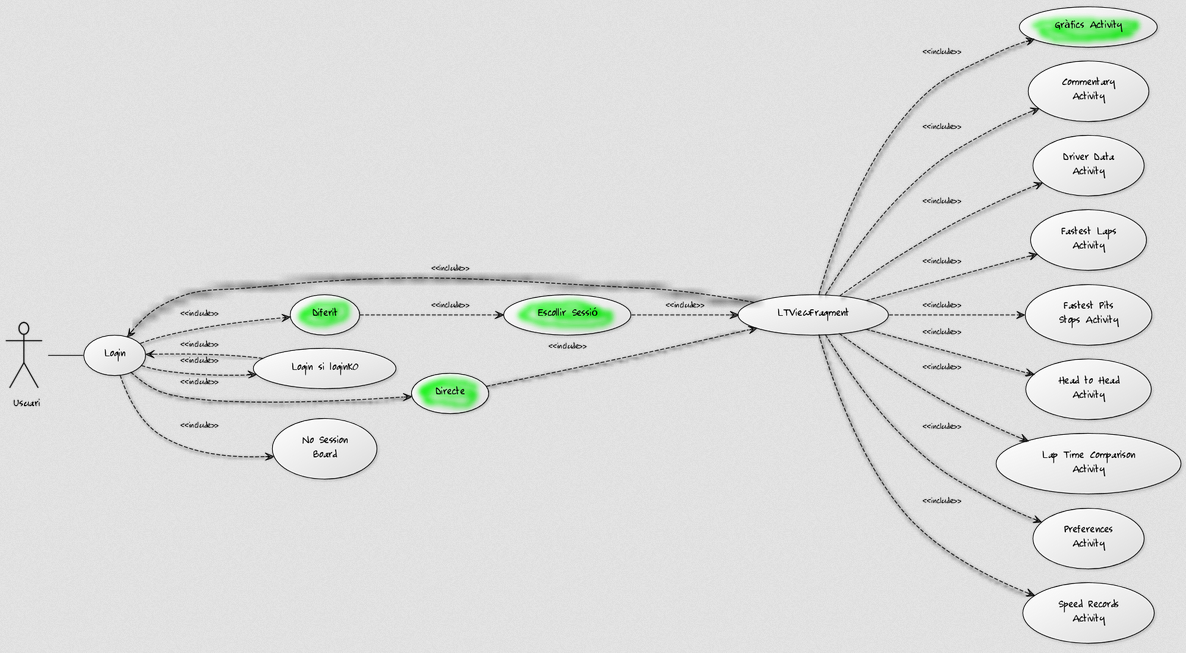 Gràfics Activity
<<include>>
Commentary
Activity
<<include>>
Driver Data
Activity
<<include>>
Fastest Laps
Activity
<<include>>
<<include>>
Diferit
<<include>>
Escollir Sessió
<<include>>
LTViewFragment
<<include>>
Fastest Pits
Stops Activity
<<include>>
<<include>>
<<include>>
<<include>>
Login
<<include>>
Login si loginKO
<<include>>
<<include>>
Head to Head
Activity
Directe
Usuari
<<include>>
<<include>>
No Session
Board
Lap Time Comparison
Activity
<<include>>
Preferences
Activity
Speed Records
Activity